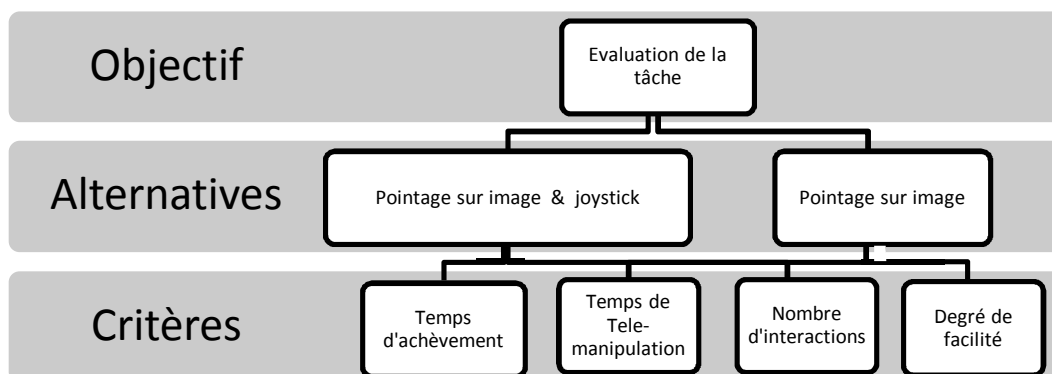 Objectif
Evaluation de la
tâche
Alternatives
Pointage sur image & joystick
Pointage sur image
Critères
Temps
d'achèvement
Temps de
Tele-
manipulation
Nombre
d'interactions
Degré de
facilité